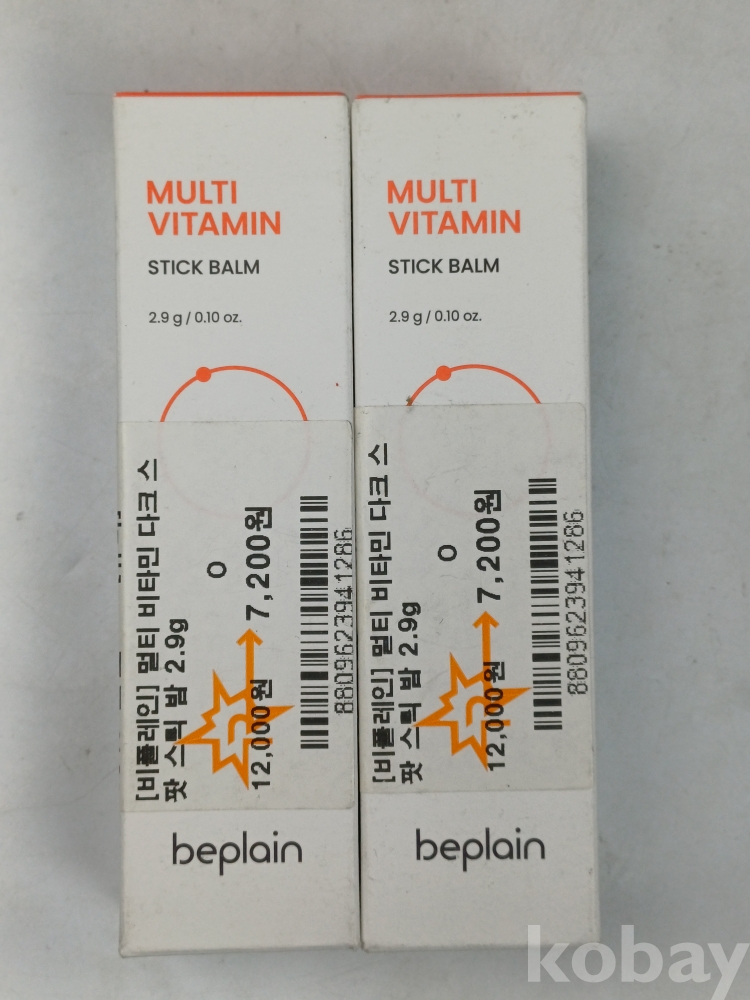 MULTI
VITAMIN
STICK BALM
2.9 g / 0.10 oz.
[비플레인] 멀티 비타민 다크 스
팟 스틱 밤 2.9g
O
12,000원 → 7,200원
8809623941286
beplain
MULTI
VITAMIN
STICK BALM
2.9 g / 0.10 oz.
[비플레인] 멀티 비타민 다크 스
팟 스틱 밤 2.9g
O
12,000원 → 7,200원
8809623941286
beplain
kobay